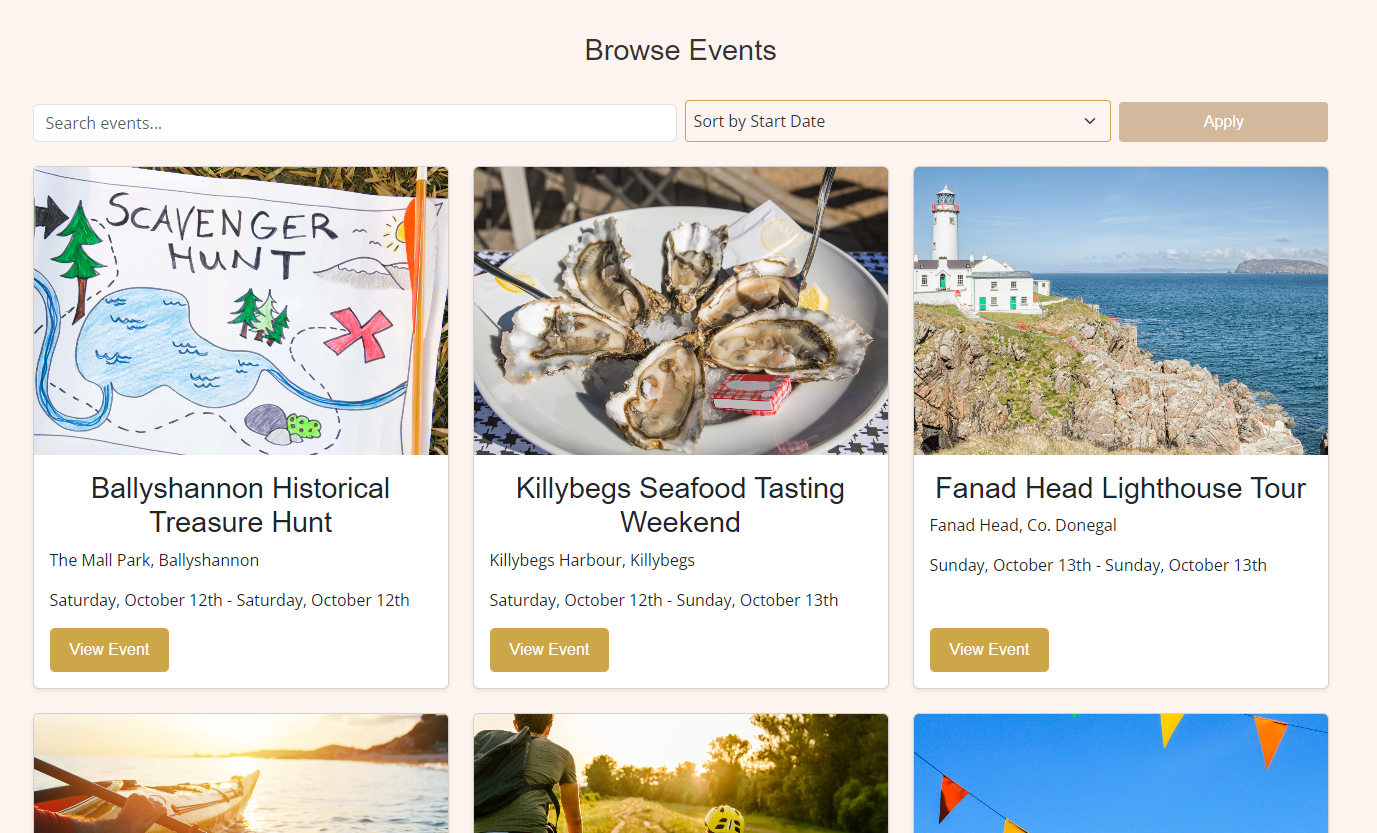 Browse Events
Search events...
Sort by Start Date
Apply
SCAVENGER
HUNT
Ballyshannon Historical
Treasure Hunt
The Mall Park, Ballyshannon
Saturday, October 12th - Saturday, October 12th
View Event
Killybegs Seafood Tasting
Weekend
Killybegs Harbour, Killybegs
Saturday, October 12th - Sunday, October 13th
View Event
Fanad Head Lighthouse Tour
Fanad Head, Co. Donegal
Sunday, October 13th - Sunday, October 13th
View Event